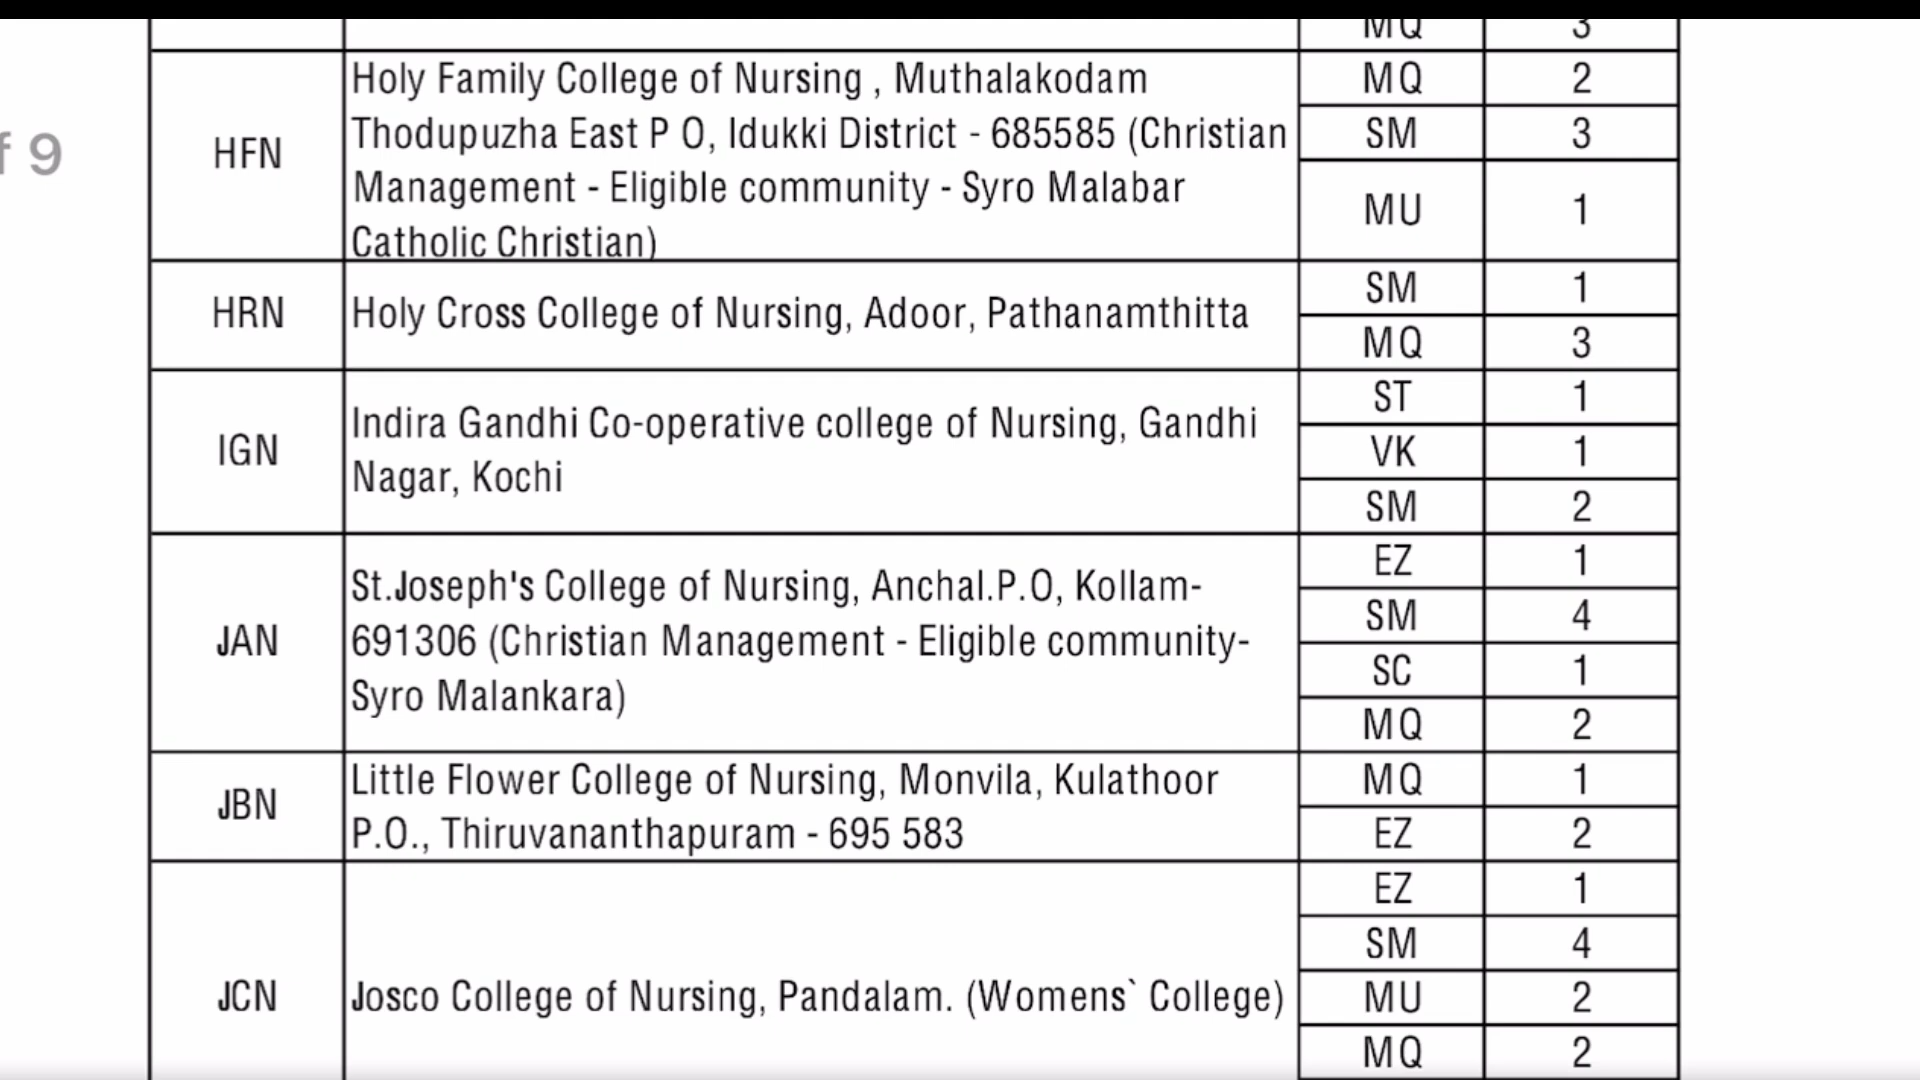 MQ 3
f 9
HFN
Holy Family College of Nursing , Muthalakodam
Thodupuzha East P O, Idukki District - 685585 (Christian
Management - Eligible community - Syro Malabar
Catholic Christian)
MQ 2
SM 3
MU 1
HRN
Holy Cross College of Nursing, Adoor, Pathanamthitta
SM 1
MQ 3
IGN
Indira Gandhi Co-operative college of Nursing, Gandhi
Nagar, Kochi
ST 1
VK 1
SM 2
JAN
St.Joseph's College of Nursing, Anchal.P.O, Kollam-
691306 (Christian Management - Eligible community-
Syro Malankara)
EZ 1
SM 4
SC 1
MQ 2
JBN
Little Flower College of Nursing, Monvila, Kulathoor
P.O., Thiruvananthapuram - 695 583
MQ 1
EZ 2
JCN
Josco College of Nursing, Pandalam. (Womens` College)
EZ 1
SM 4
MU 2
MQ 2